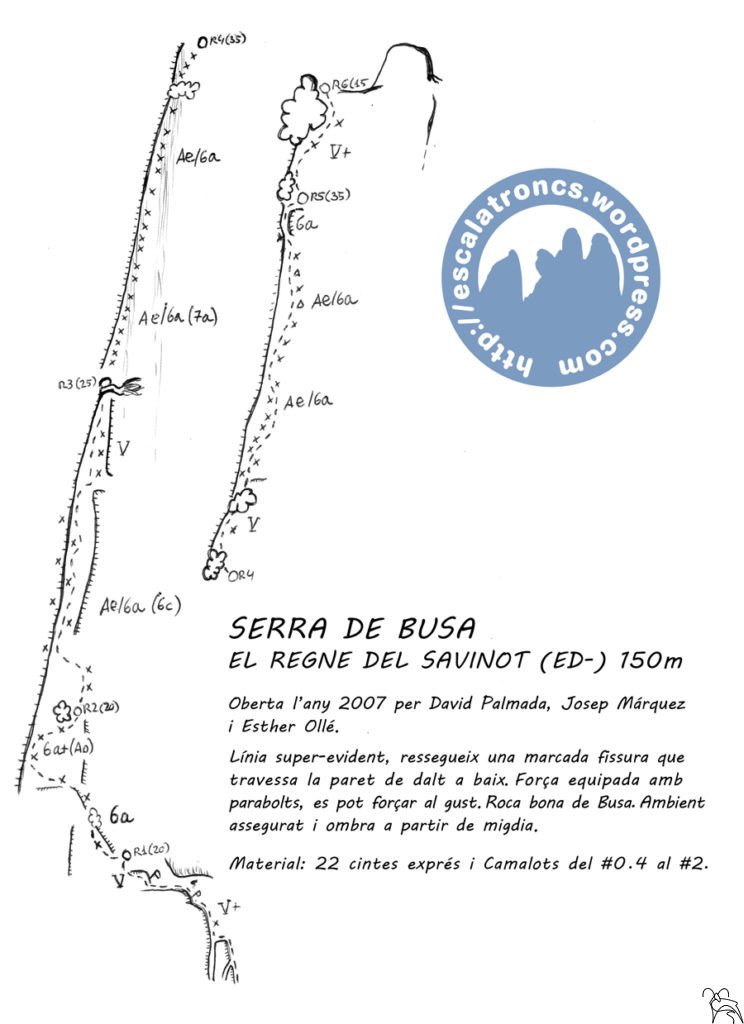 R4(35)
Ae/6a
Ae/6a(7a)
R3(25)
V
Ae/6a (6c)
R2(20)
6a+(A0)
6a
R1(20)
V
V+
R6(15
V+
R5(35)
6a
Ae/6a
Ae/6a
V
R4
http://escalatroncs.wordpress.com
SERRA DE BUSA
EL REGNE DEL SAVINOT (ED-) 150m
Oberta l'any 2007 per David Palmada, Josep Márquez
i Esther Ollé.
Línia super-evident, ressegueix una marcada fissura que
travessa la paret de dalt a baix. Força equipada amb
parabolts, es pot forçar al gust. Roca bona de Busa. Ambient
assegurat i ombra a partir de migdia.
Material: 22 cintes exprés i Camalots del #0.4 al #2.